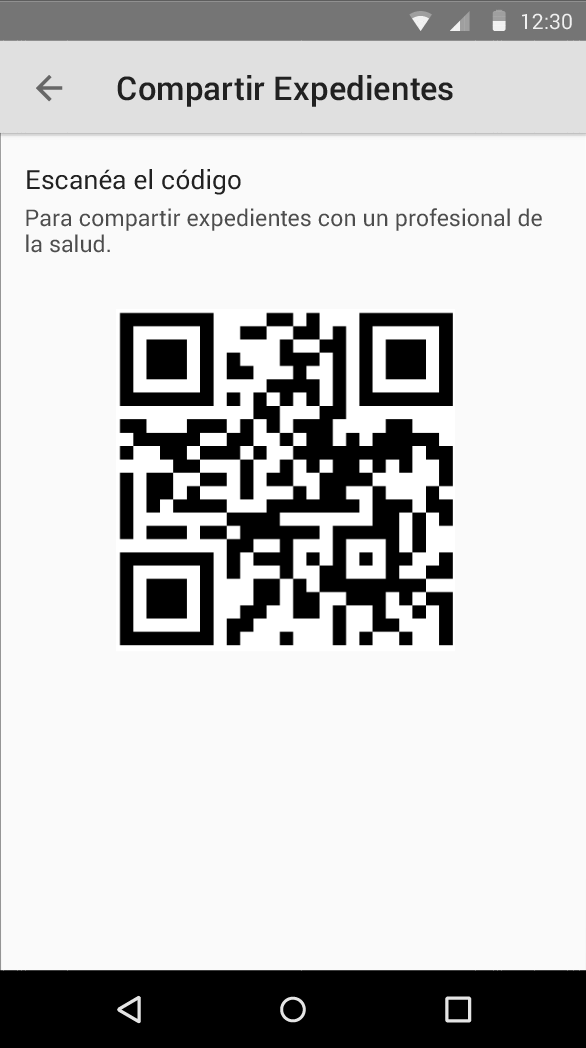 12:30
Compartir Expedientes
Escanéa el código
Para compartir expedientes con un profesional de
la salud.